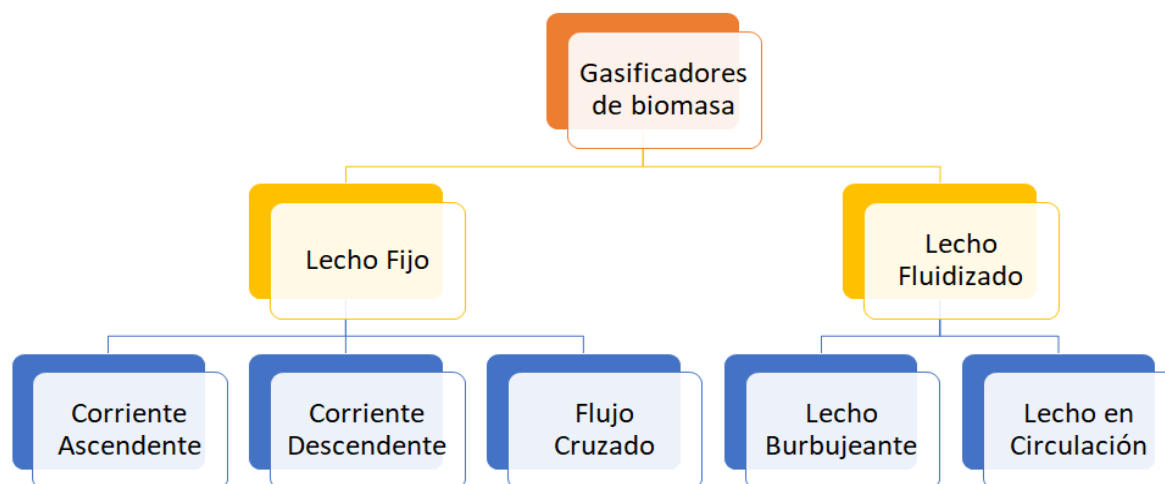 Gasificadores
de biomasa
Lecho Fijo
Lecho
Fluidizado
Corriente
Ascendente
Corriente
Descendente
Flujo
Cruzado
Lecho
Burbujeante
Lecho en
Circulación